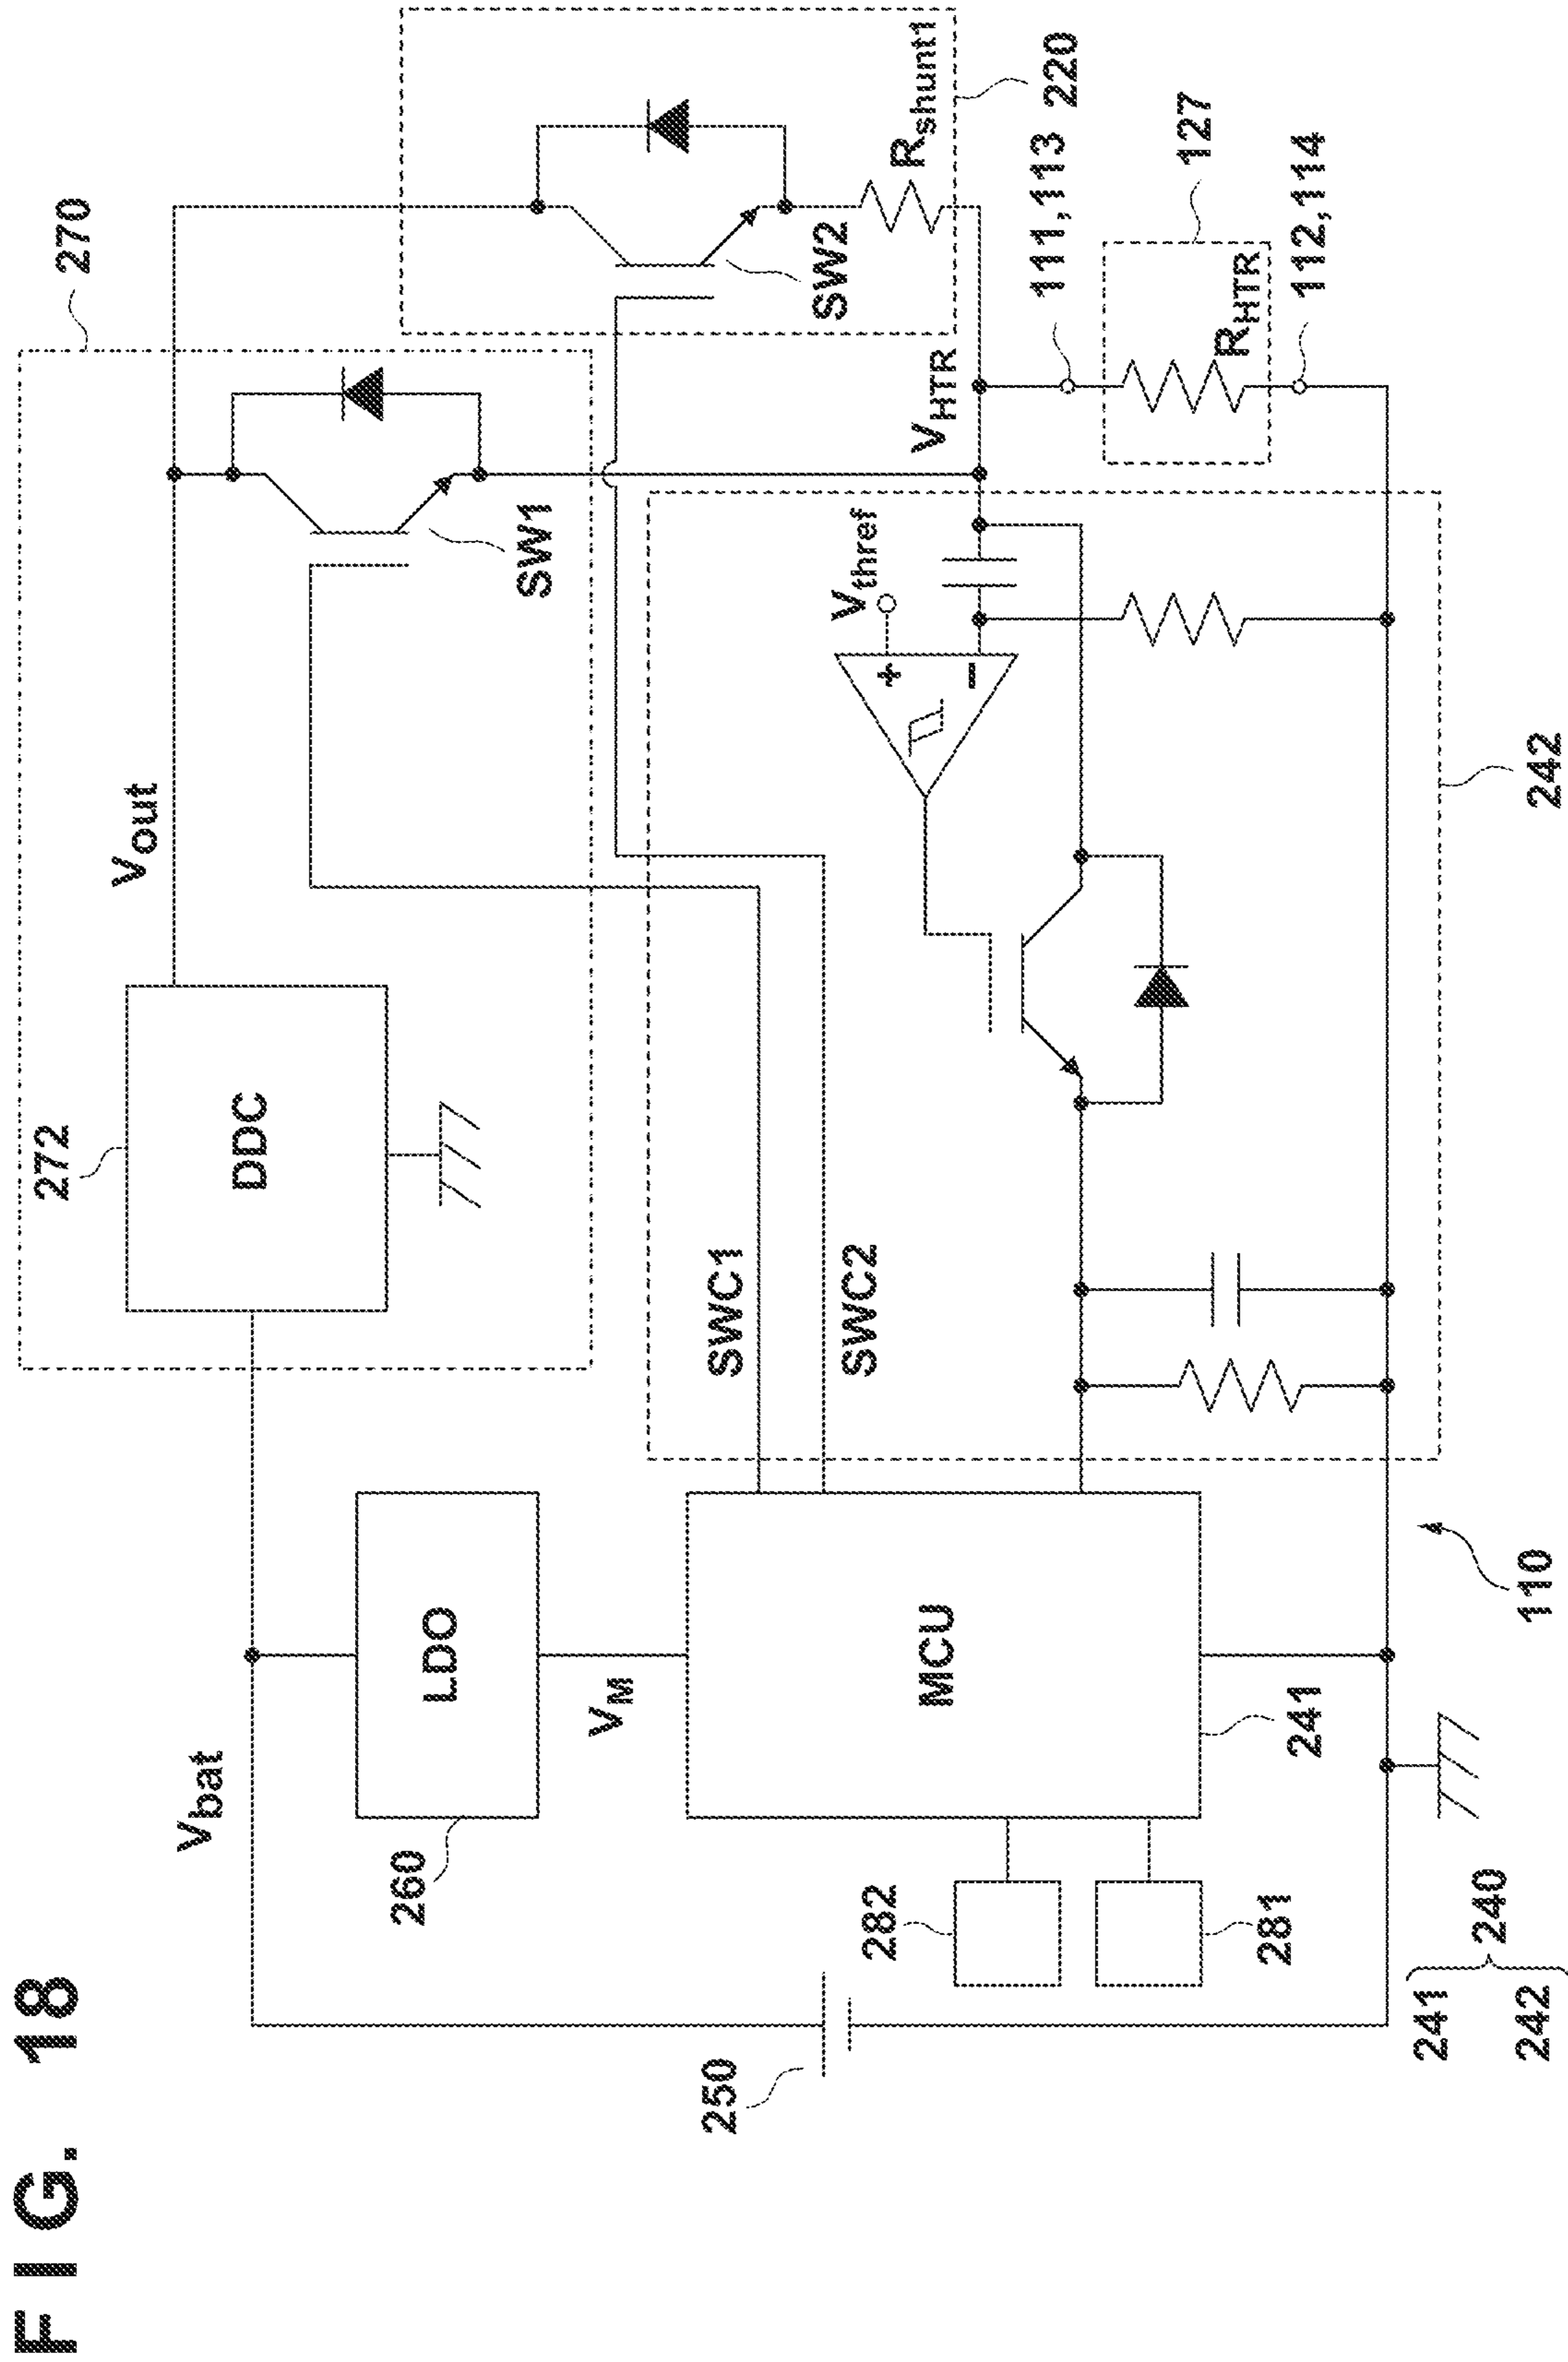 FIG. 18
270
272
DDC
Vout
SW1
Rshunt1
SW2
220
Vbat
LDO
260
VM
SWC1
SWC2
Vthref
+
−
VHTR
111,113
127
RHTR
112,114
250
MCU
241
282
281
242
110
241
242
240